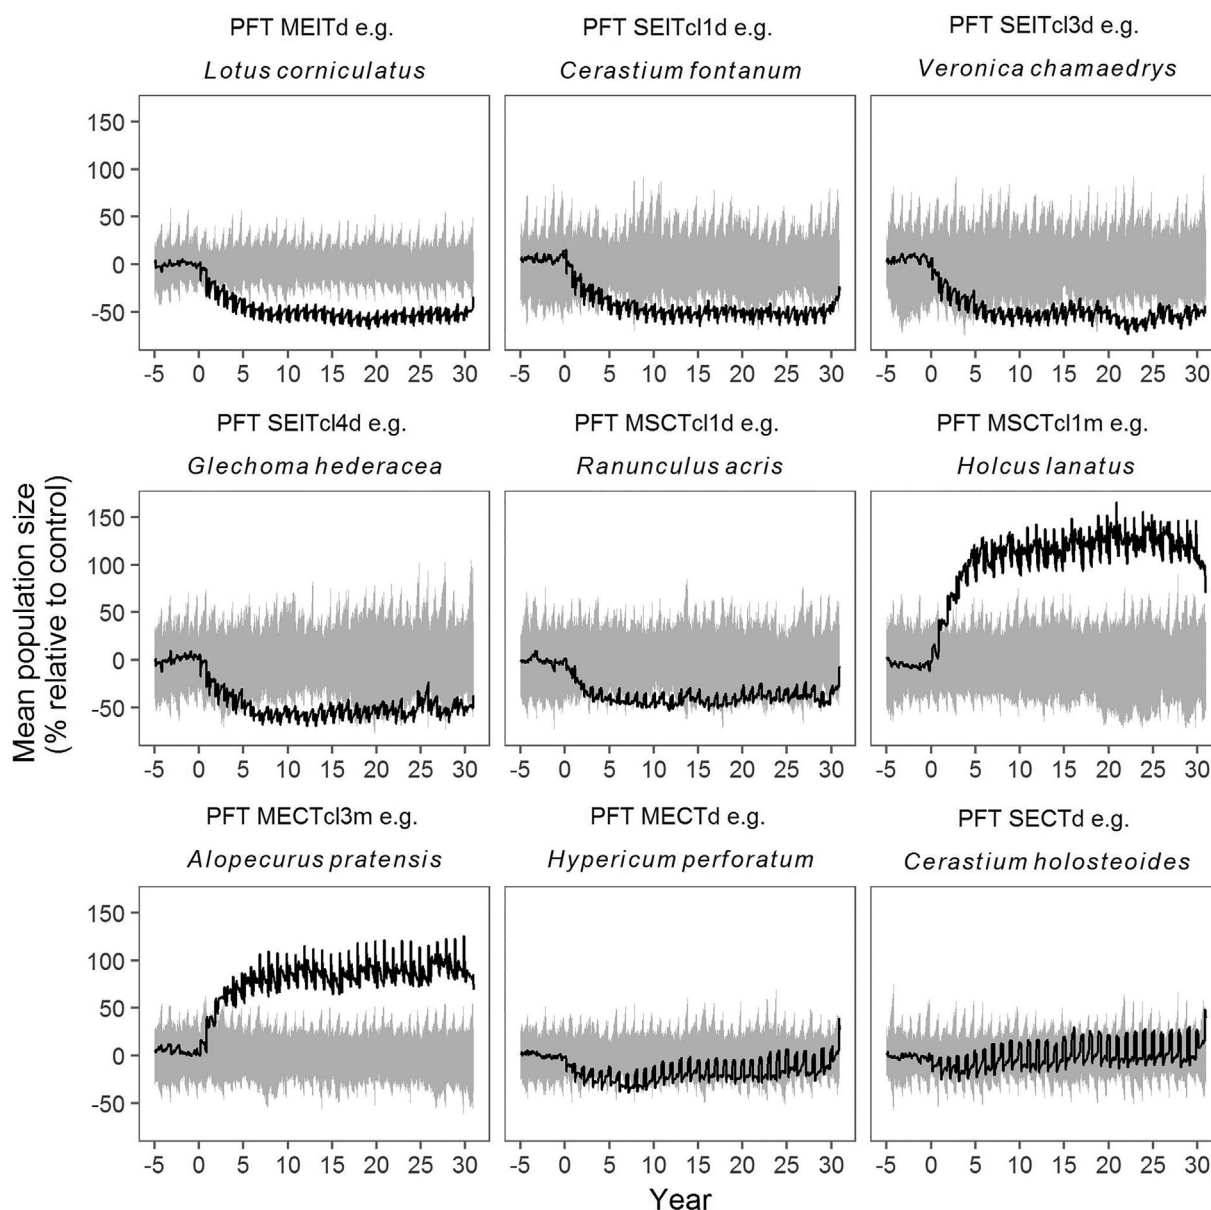 PFT MEITd e.g.
Lotus corniculatus
PFT SEITcl1d e.g.
Cerastium fontanum
PFT SEITcl3d e.g.
Veronica chamaedrys
150
100
50
0
-50
-5 0 5 10 15 20 25 30
-5 0 5 10 15 20 25 30
-5 0 5 10 15 20 25 30
PFT SEITcl4d e.g.
Glechoma hederacea
PFT MSCTcl1d e.g.
Ranunculus acris
PFT MSCTcl1m e.g.
Holcus lanatus
Mean population size
(% relative to control)
150
100
50
0
-50
-5 0 5 10 15 20 25 30
-5 0 5 10 15 20 25 30
-5 0 5 10 15 20 25 30
PFT MECTcl3m e.g.
Alopecurus pratensis
PFT MECTd e.g.
Hypericum perforatum
PFT SECTd e.g.
Cerastium holosteoides
150
100
50
0
-50
-5 0 5 10 15 20 25 30
-5 0 5 10 15 20 25 30
-5 0 5 10 15 20 25 30
Year